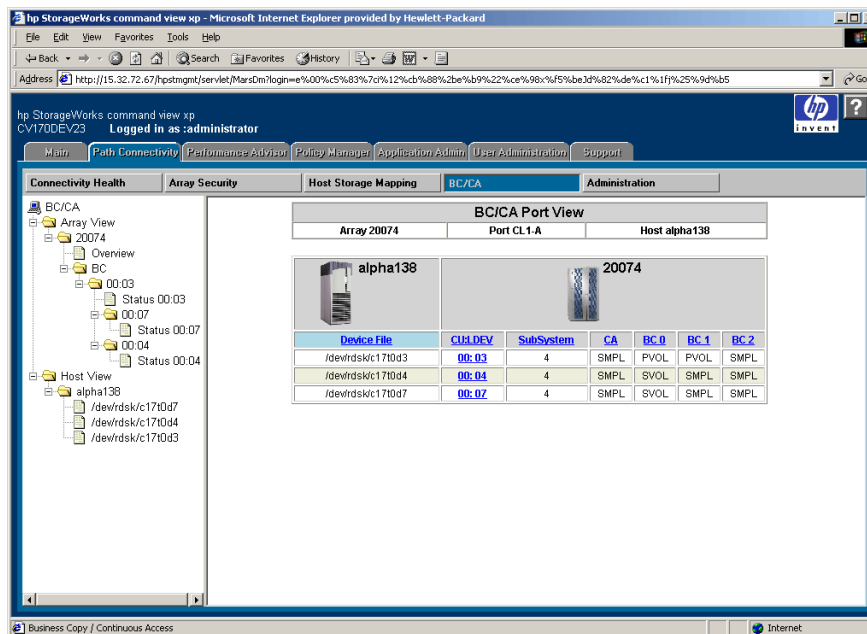 hp StorageWorks command view xp - Microsoft Internet Explorer provided by Hewlett-Packard
File Edit View Favorites Tools Help
Back Search Favorites History
Address http://15.32.72.67/hpstmgmt/servlet/MarsDm?login=e%00%c5%83%7ci%12%cb%88%2be%b9%22%ce%98x%f5%beJd%82%de%c1%1fj%25%9d%b5 Go
hp StorageWorks command view xp
CV170DEV23 Logged in as :administrator
hp
invent
?
Main Path Connectivity Performance Advisor Policy Manager Application Admin User Administration Support
Connectivity Health Array Security Host Storage Mapping BC/CA Administration
BC/CA
Array View
20074
Overview
BC
00:03
Status 00:03
00:07
Status 00:07
00:04
Status 00:04
Host View
alpha138
/dev/rdsk/c17t0d7
/dev/rdsk/c17t0d4
/dev/rdsk/c17t0d3
BC/CA Port View
Array 20074 Port CL1-A Host alpha138
alpha138 20074
Device File CU:LDEV SubSystem CA BC 0 BC 1 BC 2
/dev/rdsk/c17t0d3 00: 03 4 SMPL PVOL PVOL SMPL
/dev/rdsk/c17t0d4 00: 04 4 SMPL SVOL SMPL SMPL
/dev/rdsk/c17t0d7 00: 07 4 SMPL SVOL SMPL SMPL
Business Copy / Continuous Access Internet